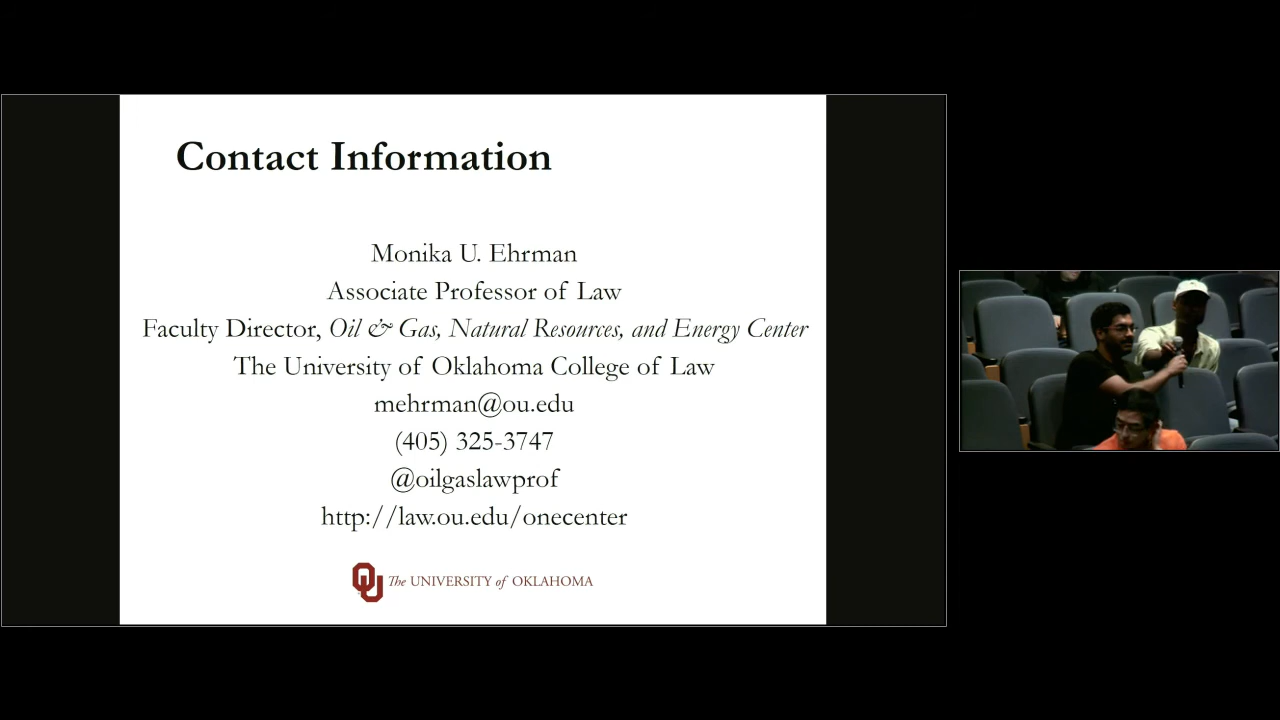 Contact Information
Monika U. Ehrman
Associate Professor of Law
Faculty Director, Oil & Gas, Natural Resources, and Energy Center
The University of Oklahoma College of Law
mehrman@ou.edu
(405) 325-3747
@oilgaslawprof
http://law.ou.edu/onecenter
OU The UNIVERSITY of OKLAHOMA